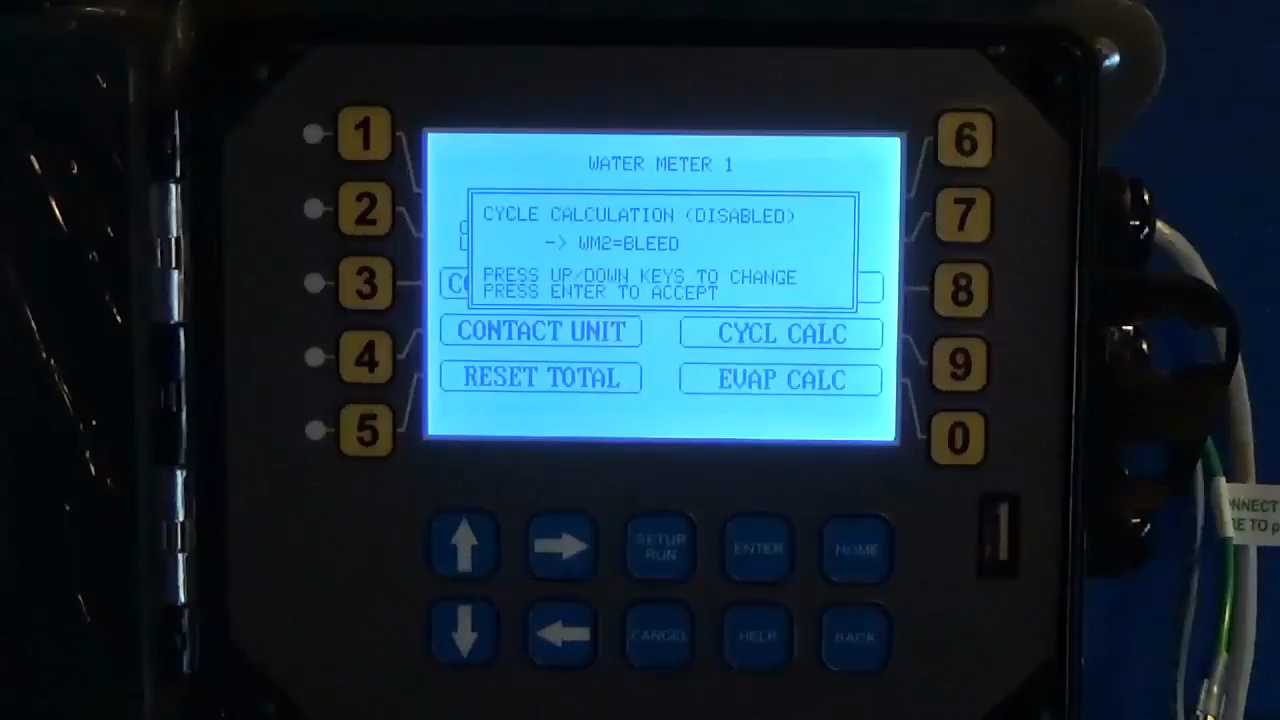 1
2
3
4
5
WATER METER 1
CYCLE CALCULATION (DISABLED)
-> WM2=BLEED
PRESS UP/DOWN KEYS TO CHANGE
PRESS ENTER TO ACCEPT
CONTACT UNIT
CYCL CALC
RESET TOTAL
EVAP CALC
6
7
8
9
0
SETUP
RUN
ENTER
HOME
CANCEL
HELP
BACK